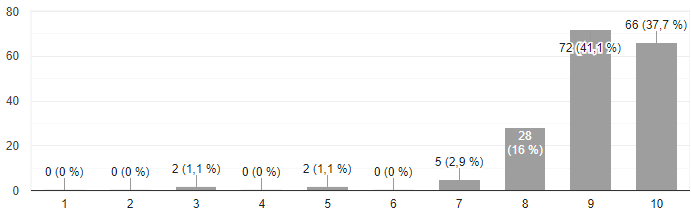 80
60
40
20
0
0 (0 %)
0 (0 %)
2 (1,1 %)
0 (0 %)
2 (1,1 %)
0 (0 %)
5 (2,9 %)
28
(16 %)
72 (41,1 %)
66 (37,7 %)
1 2 3 4 5 6 7 8 9 10